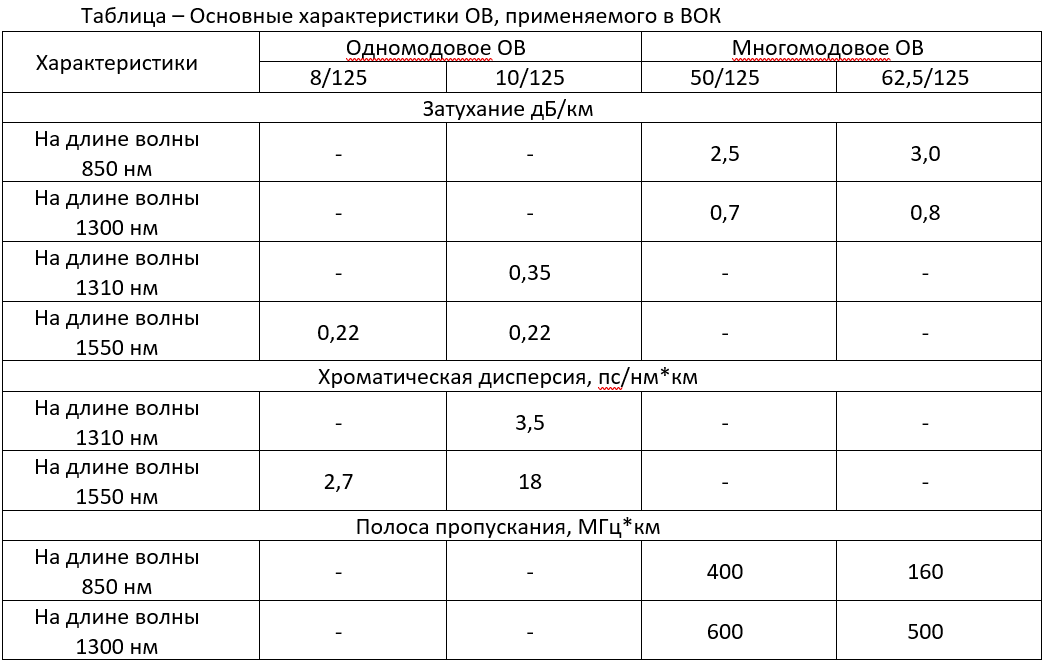 Таблица – Основные характеристики ОВ, применяемого в ВОК
Характеристики
Одномодовое ОВ
Многомодовое ОВ
8/125
10/125
50/125
62,5/125
Затухание дБ/км
На длине волны
850 нм
-
-
2,5
3,0
На длине волны
1300 нм
-
-
0,7
0,8
На длине волны
1310 нм
-
0,35
-
-
На длине волны
1550 нм
0,22
0,22
-
-
Хроматическая дисперсия, пс/нм*км
На длине волны
1310 нм
-
3,5
-
-
На длине волны
1550 нм
2,7
18
-
-
Полоса пропускания, МГц*км
На длине волны
850 нм
-
-
400
160
На длине волны
1300 нм
-
-
600
500